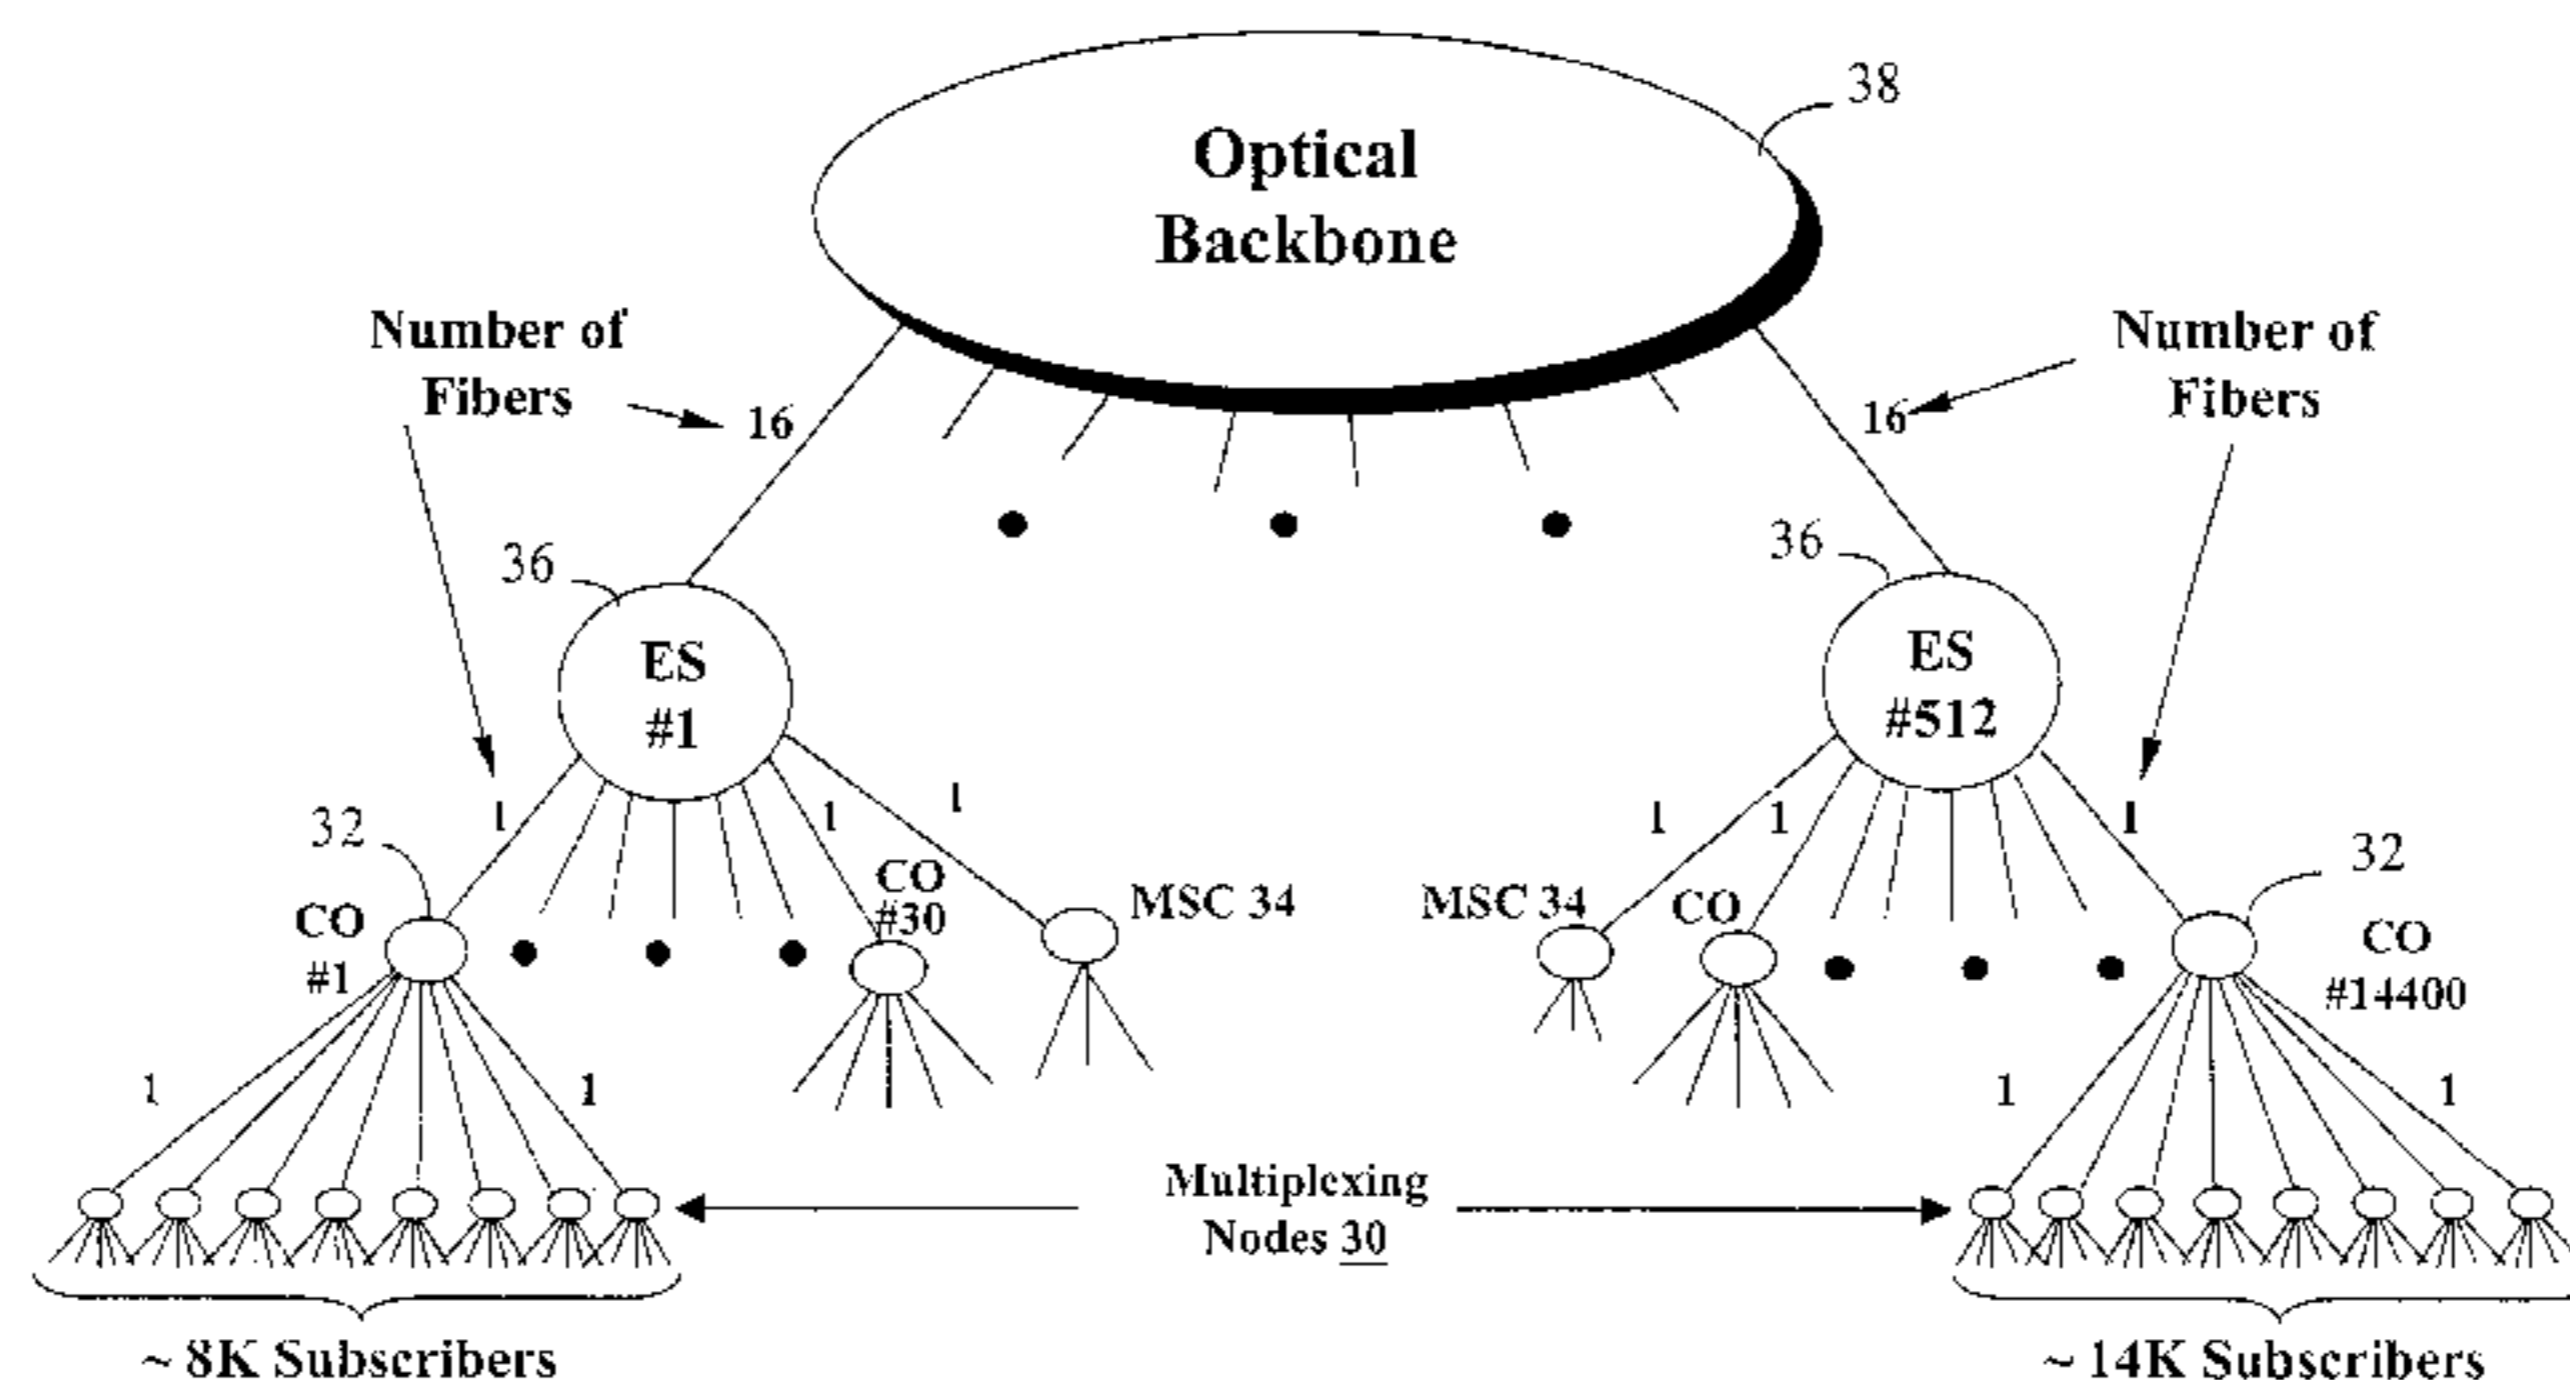 38
Optical
Backbone
Number of
Fibers
16
Number of
Fibers
16
36
ES
#1
36
ES
#512
1
1
1
1
1
1
32
CO
#1
CO
#30
MSC 34
MSC 34
CO
32
CO
#14400
1
1
1
1
Multiplexing
Nodes 30
~ 8K Subscribers
~ 14K Subscribers